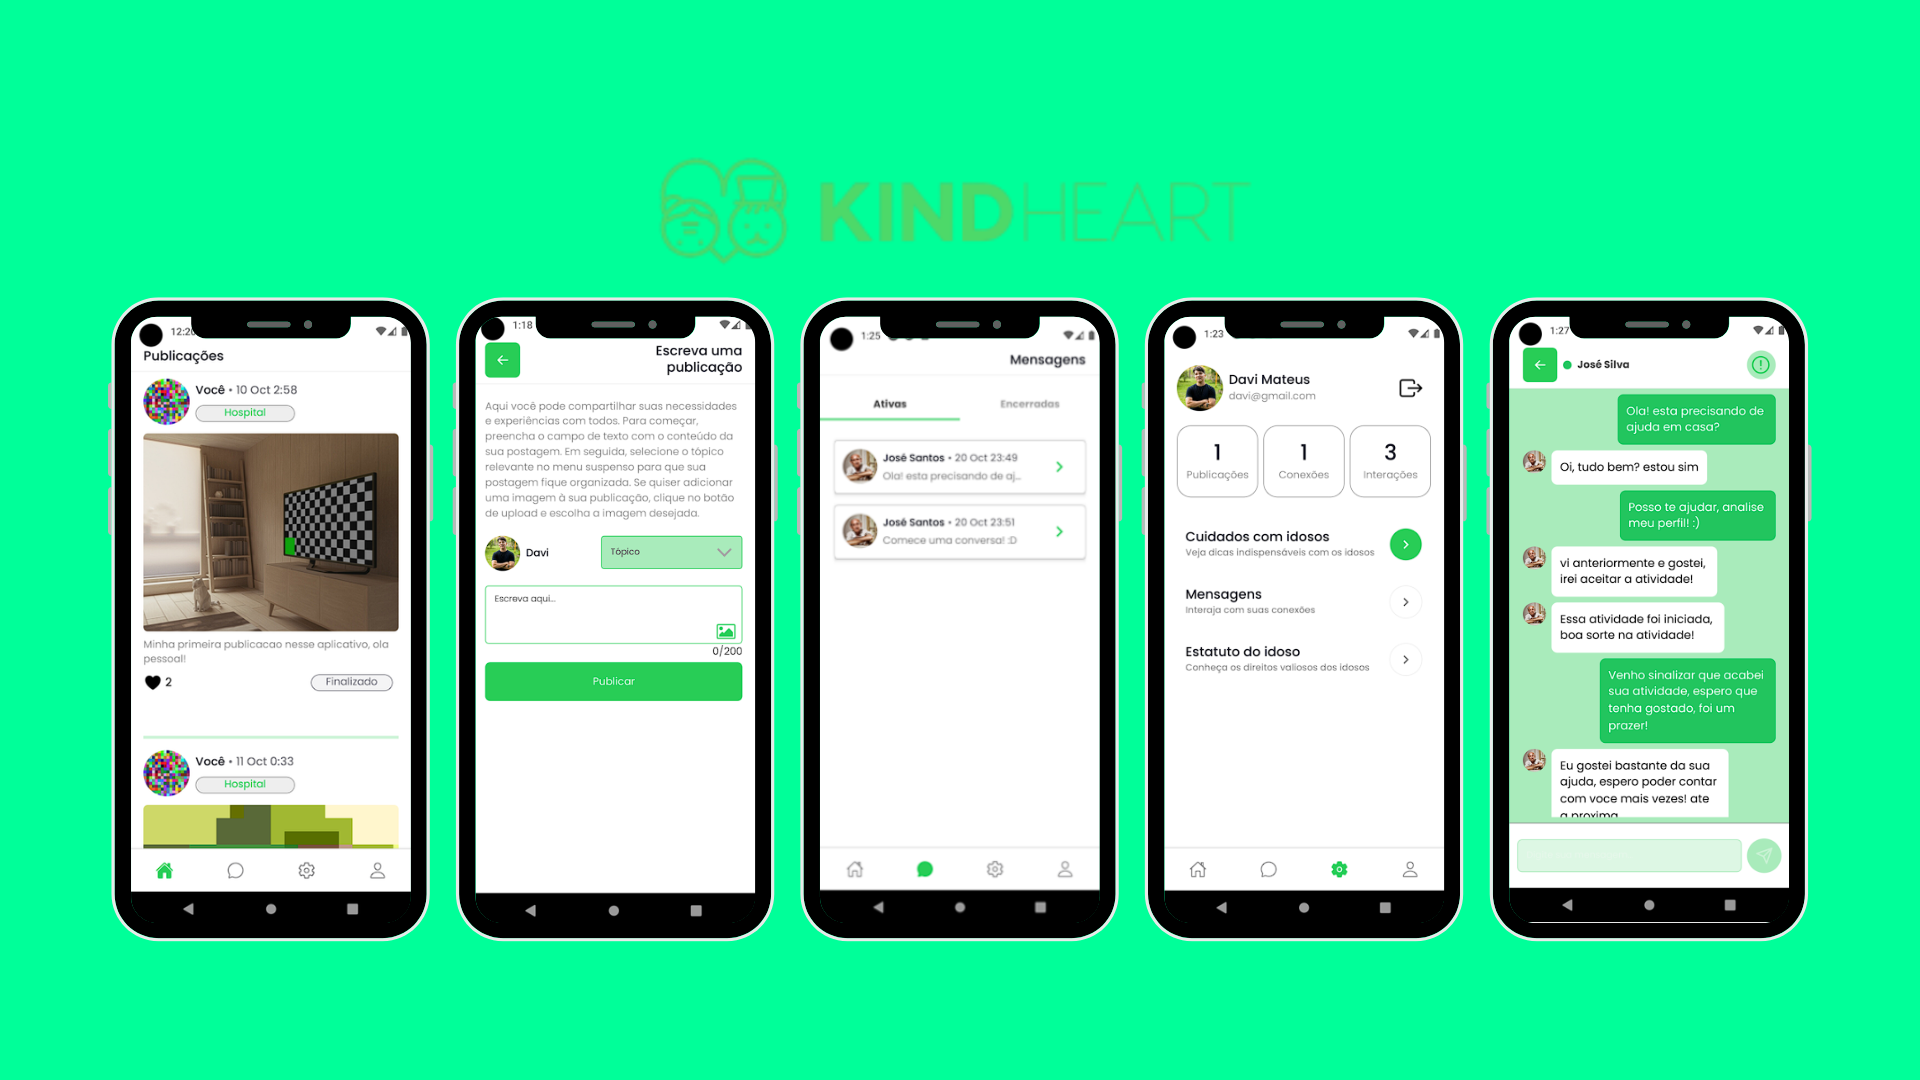 KINDHEART
12:20
Publicações
Você • 10 Oct 2:58
Hospital
Minha primeira publicacao nesse aplicativo, ola
pessoal!
2
Finalizado
Você • 11 Oct 0:33
Hospital
1:18
Escreva uma
publicação
Aqui você pode compartilhar suas necessidades
e experiências com todos. Para começar,
preencha o campo de texto com o conteúdo da
sua postagem. Em seguida, selecione o tópico
relevante no menu suspenso para que sua
postagem fique organizada. Se quiser adicionar
uma imagem à sua publicação, clique no botão
de upload e escolha a imagem desejada.
Davi
Tópico
Escreva aqui...
0/200
Publicar
1:25
Mensagens
Ativas
Encerradas
José Santos • 20 Oct 23:49
Ola! esta precisando de aj...
José Santos • 20 Oct 23:51
Comece uma conversa! :D
1:23
Davi Mateus
davi@gmail.com
1
Publicações
1
Conexões
3
Interações
Cuidados com idosos
Veja dicas indispensáveis com os idosos
Mensagens
Interaja com suas conexões
Estatuto do idoso
Conheça os direitos valiosos dos idosos
1:27
José Silva
Ola! esta precisando de
ajuda em casa?
Oi, tudo bem? estou sim
Posso te ajudar, analise
meu perfil! :)
vi anteriormente e gostei,
irei aceitar a atividade!
Essa atividade foi iniciada,
boa sorte na atividade!
Venho sinalizar que acabei
sua atividade, espero que
tenha gostado, foi um
prazer!
Eu gostei bastante da sua
ajuda, espero poder contar
com voce mais vezes! ate
a proxima